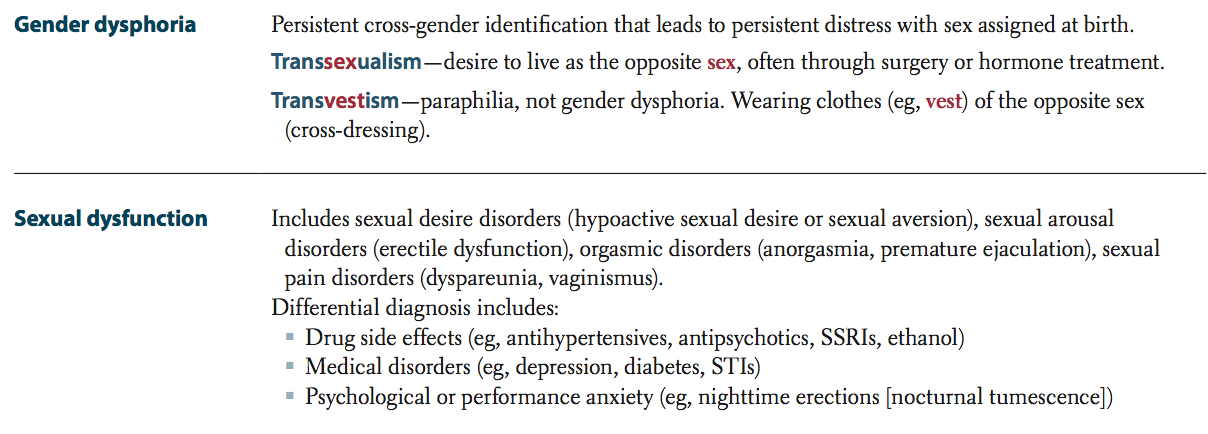 Gender dysphoria
Persistent cross-gender identification that leads to persistent distress with sex assigned at birth.
Transsexualism—desire to live as the opposite sex, often through surgery or hormone treatment.
Transvestism—paraphilia, not gender dysphoria. Wearing clothes (eg, vest) of the opposite sex
(cross-dressing).
Sexual dysfunction
Includes sexual desire disorders (hypoactive sexual desire or sexual aversion), sexual arousal
disorders (erectile dysfunction), orgasmic disorders (anorgasmia, premature ejaculation), sexual
pain disorders (dyspareunia, vaginismus).
Differential diagnosis includes:
▪ Drug side effects (eg, antihypertensives, antipsychotics, SSRIs, ethanol)
▪ Medical disorders (eg, depression, diabetes, STIs)
▪ Psychological or performance anxiety (eg, nighttime erections [nocturnal tumescence])